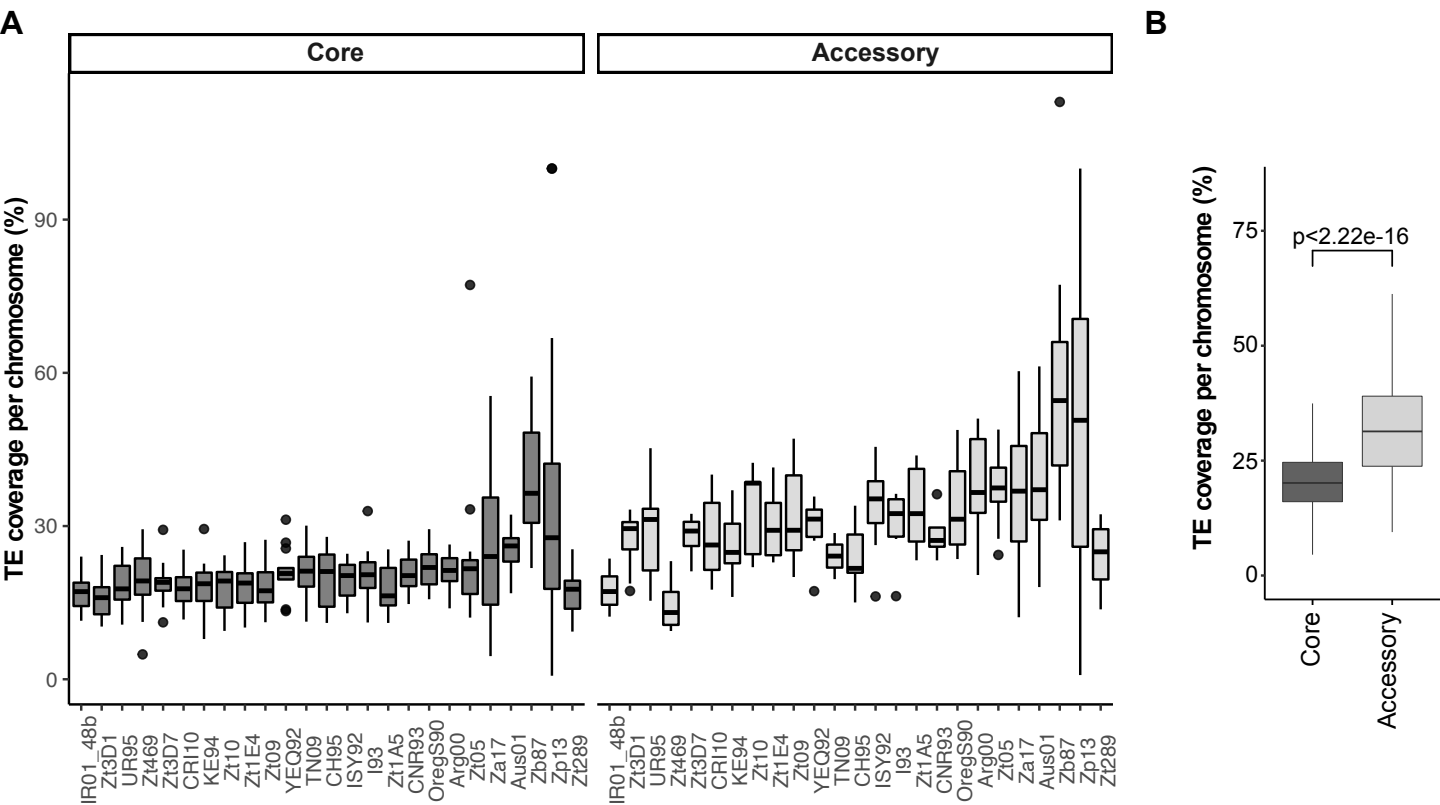 A
B
Core
Accessory
TE coverage per chromosome (%)
90
60
30
0
IR01_48b
Zt3D1
UR95
Zt469
Zt3D7
CRI10
KE94
Zt10
Zt1E4
Zt09
YEQ92
TN09
CH95
ISY92
I93
Zt1A5
CNR93
OregS90
Arg00
Zt05
Za17
Aus01
Zb87
Zp13
Zt289
IR01_48b
Zt3D1
UR95
Zt469
Zt3D7
CRI10
KE94
Zt10
Zt1E4
Zt09
YEQ92
TN09
CH95
ISY92
I93
Zt1A5
CNR93
OregS90
Arg00
Zt05
Za17
Aus01
Zb87
Zp13
Zt289
TE coverage per chromosome (%)
75
50
25
0
p<2.22e-16
Core
Accessory